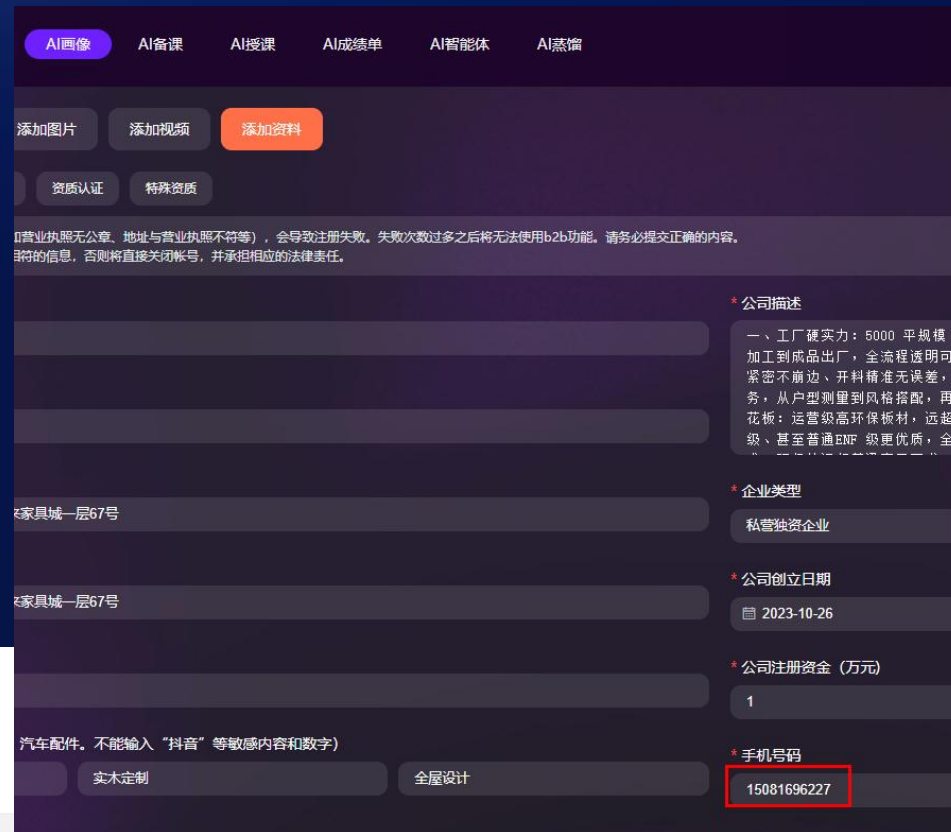 AI画像 AI备课 AI授课 AI成绩单 AI智能体 AI蒸馏
添加图片 添加视频 添加资料
资质认证 特殊资质
如营业执照无公章、地址与营业执照不符等），会导致注册失败。失败次数过多之后将无法使用b2b功能。请务必提交正确的内容。
相符的信息，否则将直接关闭帐号，并承担相应的法律责任。
* 公司描述
一、工厂硬实力：5000 平规模
加工到成品出厂，全流程透明可
紧密不崩边、开料精准无误差，
务，从户型测量到风格搭配，再
花板：运营级高环保板材，远超
级、甚至普通ENF 级更优质，全
* 企业类型
家具城一层67号
私营独资企业
* 公司创立日期
家具城一层67号
2023-10-26
* 公司注册资金（万元）
1
汽车配件。不能输入“抖音”等敏感内容和数字）
* 手机号码
实木定制 全屋设计
15081696227